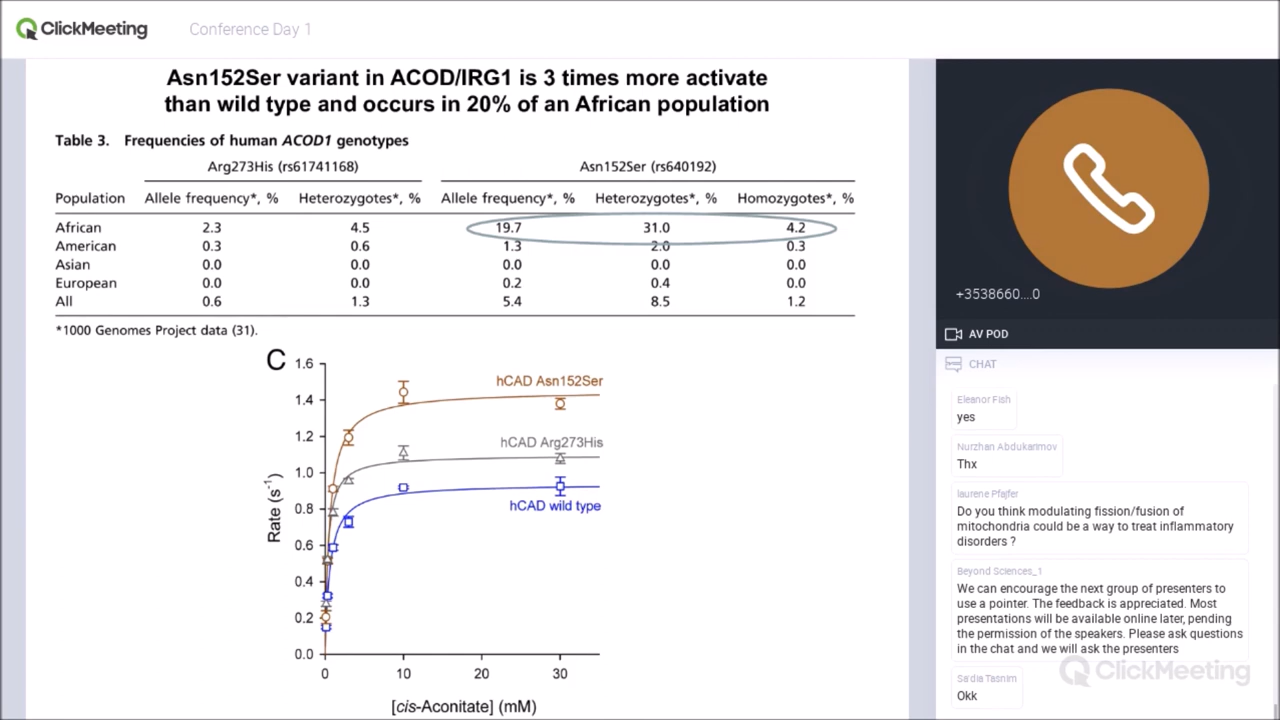 ClickMeeting
Conference Day 1
Asn152Ser variant in ACOD/IRG1 is 3 times more activate
than wild type and occurs in 20% of an African population
Table 3. Frequencies of human ACOD1 genotypes
Arg273His (rs61741168) Asn152Ser (rs640192)
Population Allele frequency*, % Heterozygotes*, % Allele frequency*, % Heterozygotes*, % Homozygotes*, %
African 2.3 4.5 19.7 31.0 4.2
American 0.3 0.6 1.3 2.0 0.3
Asian 0.0 0.0 0.0 0.0 0.0
European 0.0 0.0 0.2 0.4 0.0
All 0.6 1.3 5.4 8.5 1.2
*1000 Genomes Project data (31).
C
1.6
1.4
1.2
1.0
0.8
0.6
0.4
0.2
0.0
Rate (s⁻¹)
hCAD Asn152Ser
hCAD Arg273His
hCAD wild type
0 10 20 30
[cis-Aconitate] (mM)
+3538660....0
AV POD
CHAT
Eleanor Fish
yes
Nurzhan Abdukarimov
Thx
laurene Pfajfer
Do you think modulating fission/fusion of
mitochondria could be a way to treat inflammatory
disorders ?
Beyond Sciences_1
We can encourage the next group of presenters to
use a pointer. The feedback is appreciated. Most
presentations will be available online later, pending
the permission of the speakers. Please ask questions
in the chat and we will ask the presenters
Sa'dia Tasnim
Okk
ClickMeeting